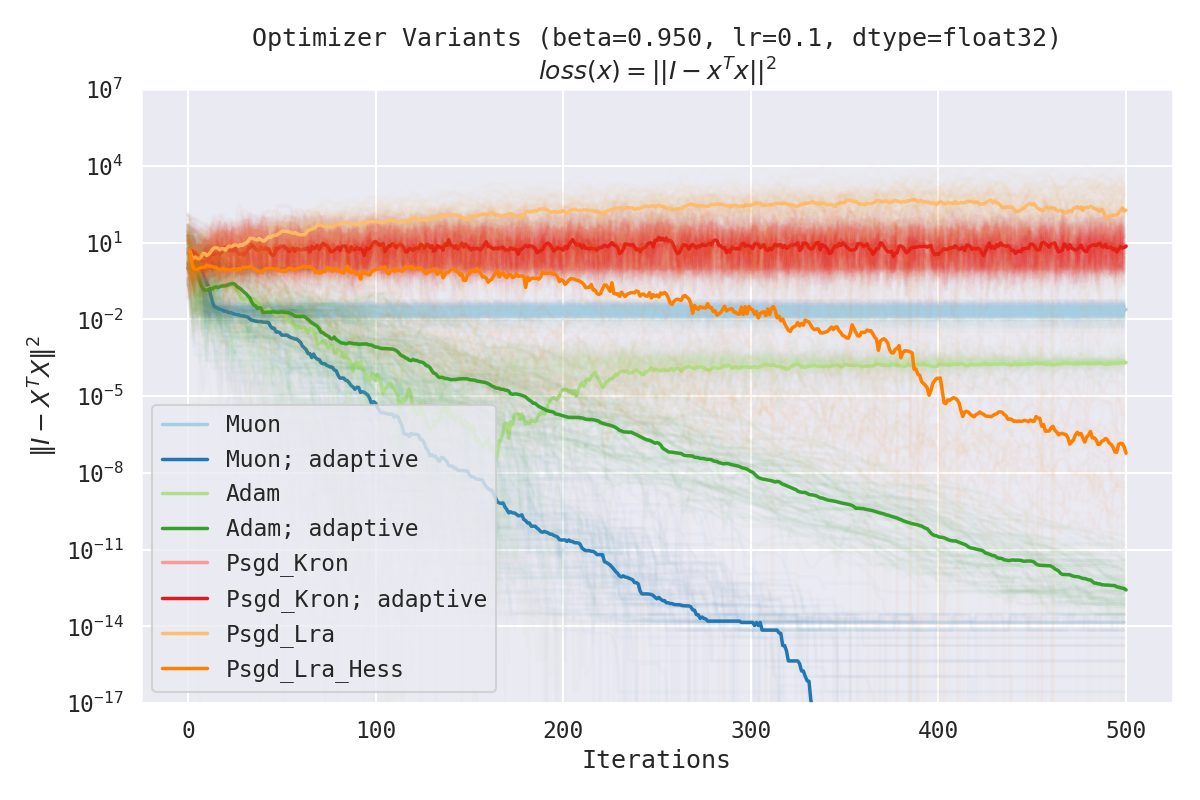 Optimizer Variants (beta=0.950, lr=0.1, dtype=float32)
loss(x) = ||I − x^T x||^2
10^7
10^4
10^1
10^−2
10^−5
10^−8
10^−11
10^−14
10^−17
‖I − X^T X‖^2
Muon
Muon; adaptive
Adam
Adam; adaptive
Psgd_Kron
Psgd_Kron; adaptive
Psgd_Lra
Psgd_Lra_Hess
0 100 200 300 400 500
Iterations